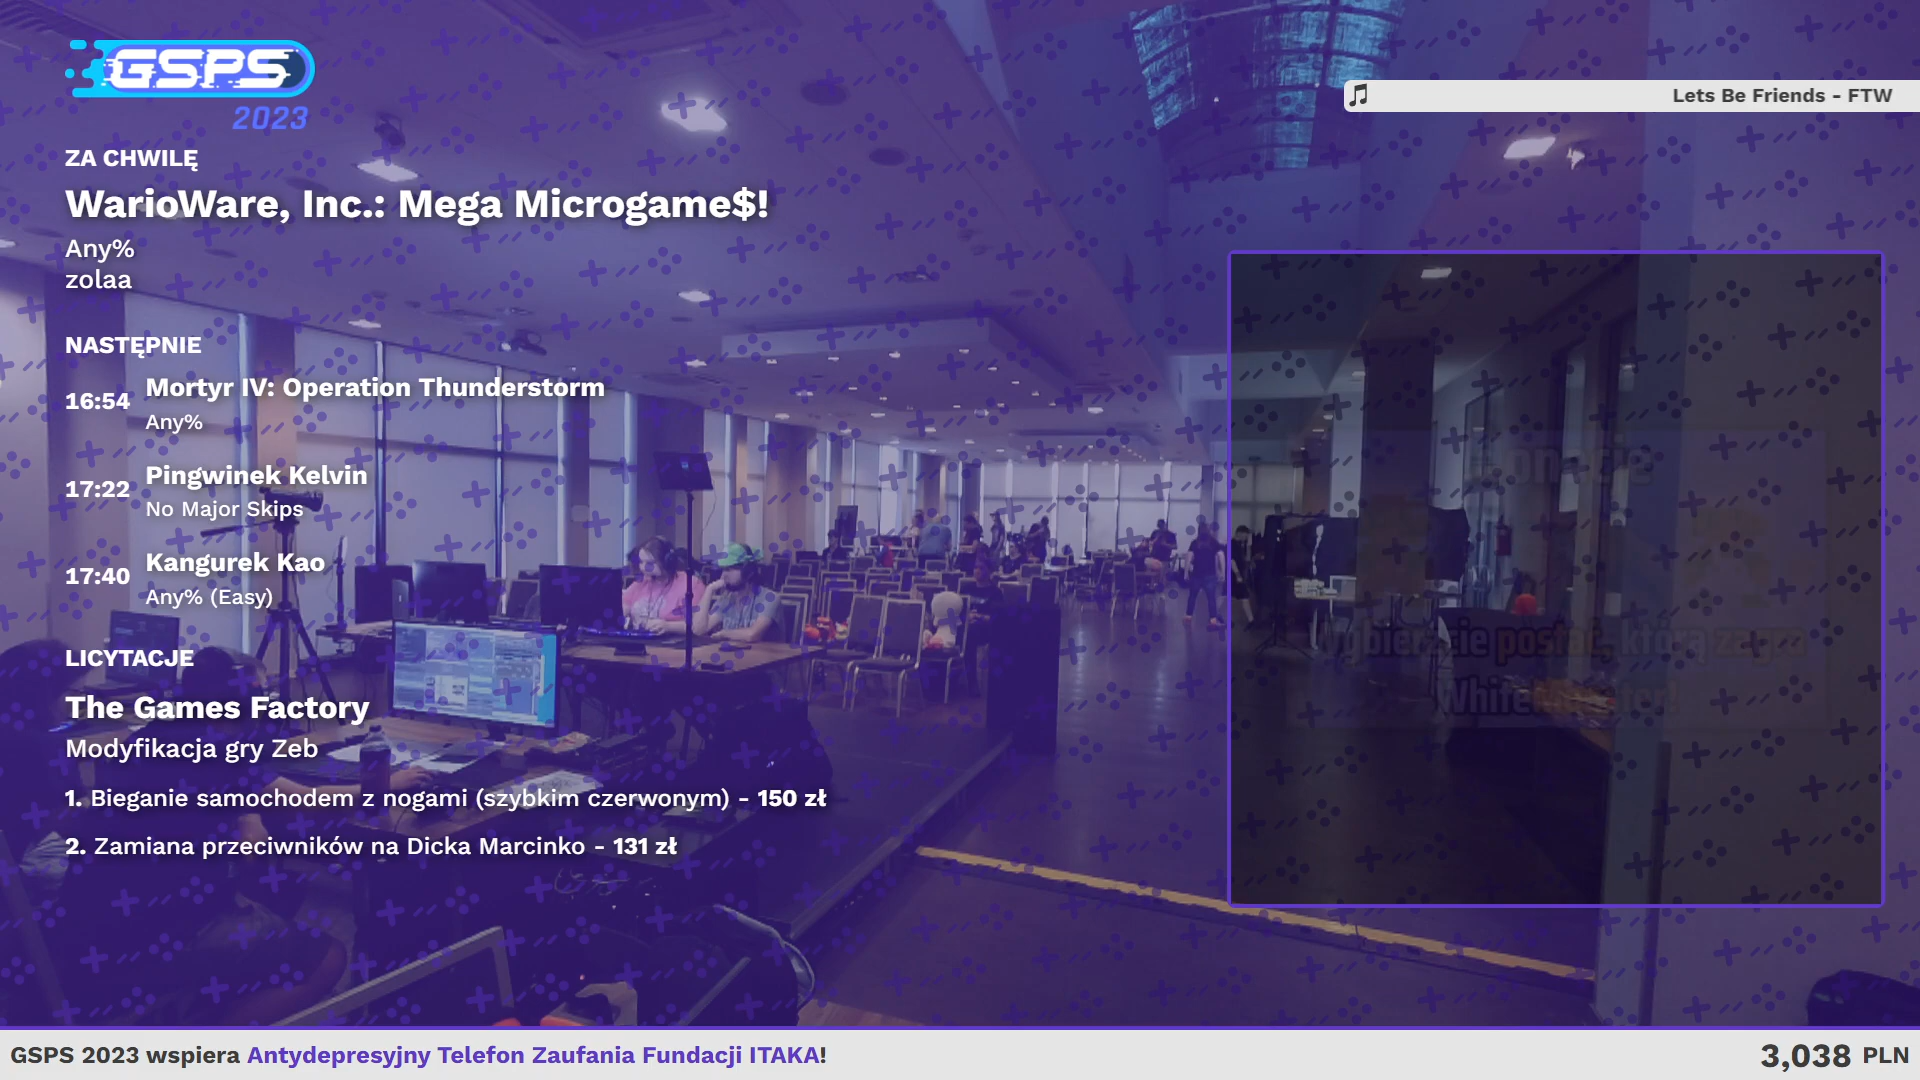 GSPS
2023
Lets Be Friends - FTW
ZA CHWILĘ
WarioWare, Inc.: Mega Microgame$!
Any%
zolaa
NASTĘPNIE
16:54 Mortyr IV: Operation Thunderstorm
Any%
17:22 Pingwinek Kelvin
No Major Skips
17:40 Kangurek Kao
Any% (Easy)
LICYTACJE
The Games Factory
Modyfikacja gry Zeb
1. Bieganie samochodem z nogami (szybkim czerwonym) - 150 zł
2. Zamiana przeciwników na Dicka Marcinko - 131 zł
postać, którą zagra
GSPS 2023 wspiera Antydepresyjny Telefon Zaufania Fundacji ITAKA!
3,038 PLN